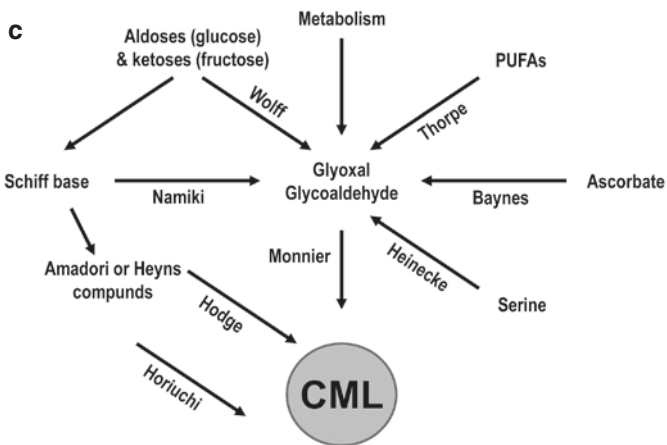 c
Metabolism
Aldoses (glucose)
& ketoses (fructose)
PUFAs
Wolff
Thorpe
Schiff base
Namiki
Glyoxal
Glycoaldehyde
Baynes
Ascorbate
Monnier
Heinecke
Serine
Amadori or Heyns
compunds
Hodge
Horiuchi
CML